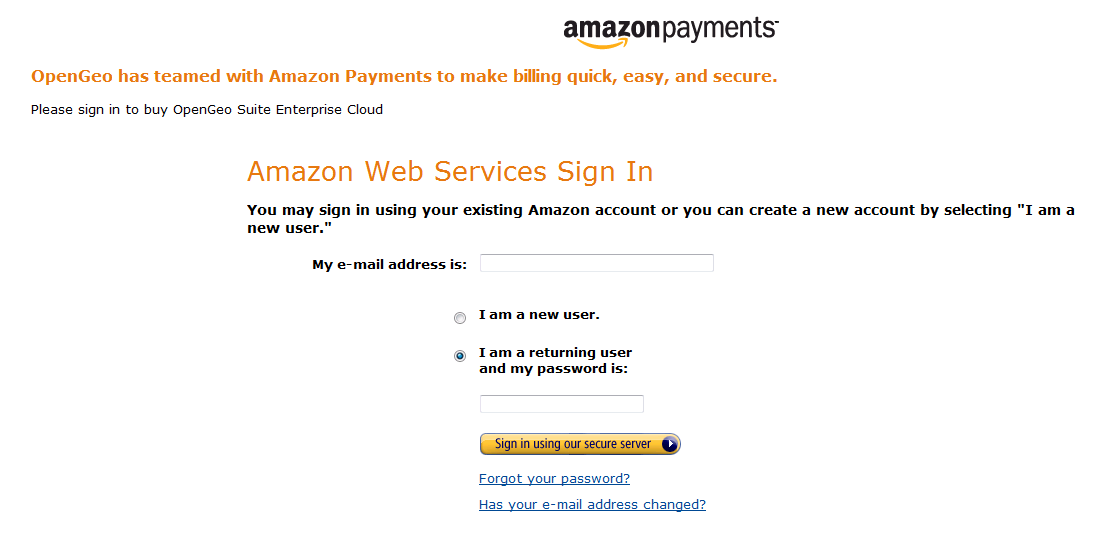 amazonpayments
OpenGeo has teamed with Amazon Payments to make billing quick, easy, and secure.
Please sign in to buy OpenGeo Suite Enterprise Cloud
Amazon Web Services Sign In
You may sign in using your existing Amazon account or you can create a new account by selecting "I am a
new user."
My e-mail address is:
I am a new user.
I am a returning user
and my password is:
Sign in using our secure server
Forgot your password?
Has your e-mail address changed?